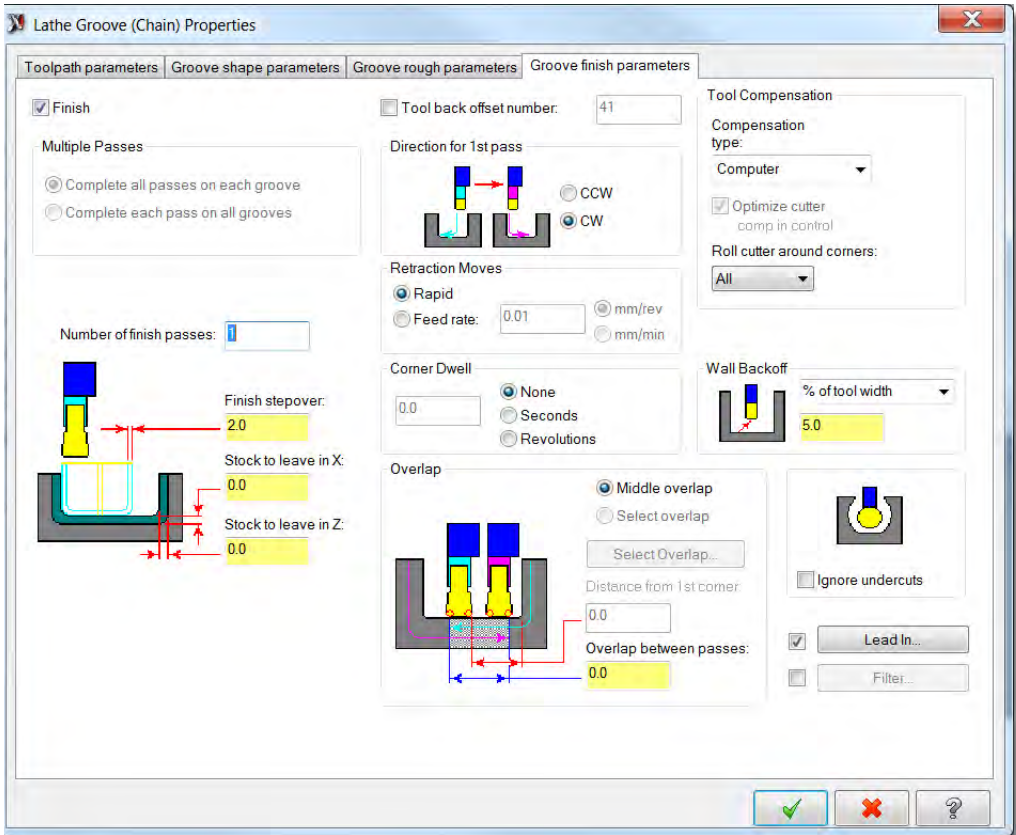 Lathe Groove (Chain) Properties
Toolpath parameters
Groove shape parameters
Groove rough parameters
Groove finish parameters
Finish
Multiple Passes
Complete all passes on each groove
Complete each pass on all grooves
Number of finish passes: 1
Finish stepover:
2.0
Stock to leave in X:
0.0
Stock to leave in Z:
0.0
Tool back offset number: 41
Direction for 1st pass
CCW
CW
Retraction Moves
Rapid
Feed rate: 0.01
mm/rev
mm/min
Corner Dwell
0.0
None
Seconds
Revolutions
Overlap
Middle overlap
Select overlap
Select Overlap...
Distance from 1st corner
0.0
Overlap between passes:
0.0
Tool Compensation
Compensation
type:
Computer
Optimize cutter
comp in control
Roll cutter around corners:
All
Wall Backoff
% of tool width
5.0
Ignore undercuts
Lead In...
Filter...